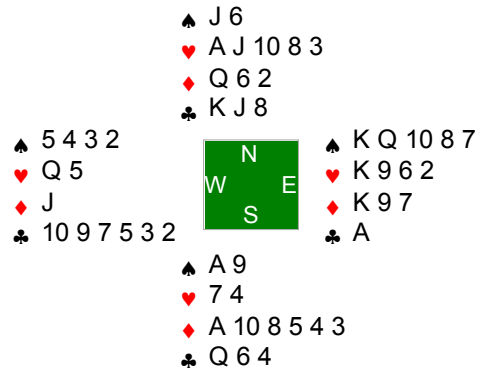 ♠ J 6
♥ A J 10 8 3
♦ Q 6 2
♣ K J 8
♠ 5 4 3 2
♥ Q 5
♦ J
♣ 10 9 7 5 3 2
N
W E
S
♠ K Q 10 8 7
♥ K 9 6 2
♦ K 9 7
♣ A
♠ A 9
♥ 7 4
♦ A 10 8 5 4 3
♣ Q 6 4